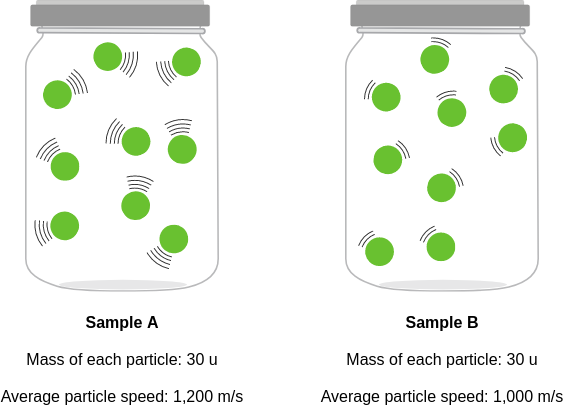 Sample A
Mass of each particle: 30 u
Average particle speed: 1,200 m/s
Sample B
Mass of each particle: 30 u
Average particle speed: 1,000 m/s